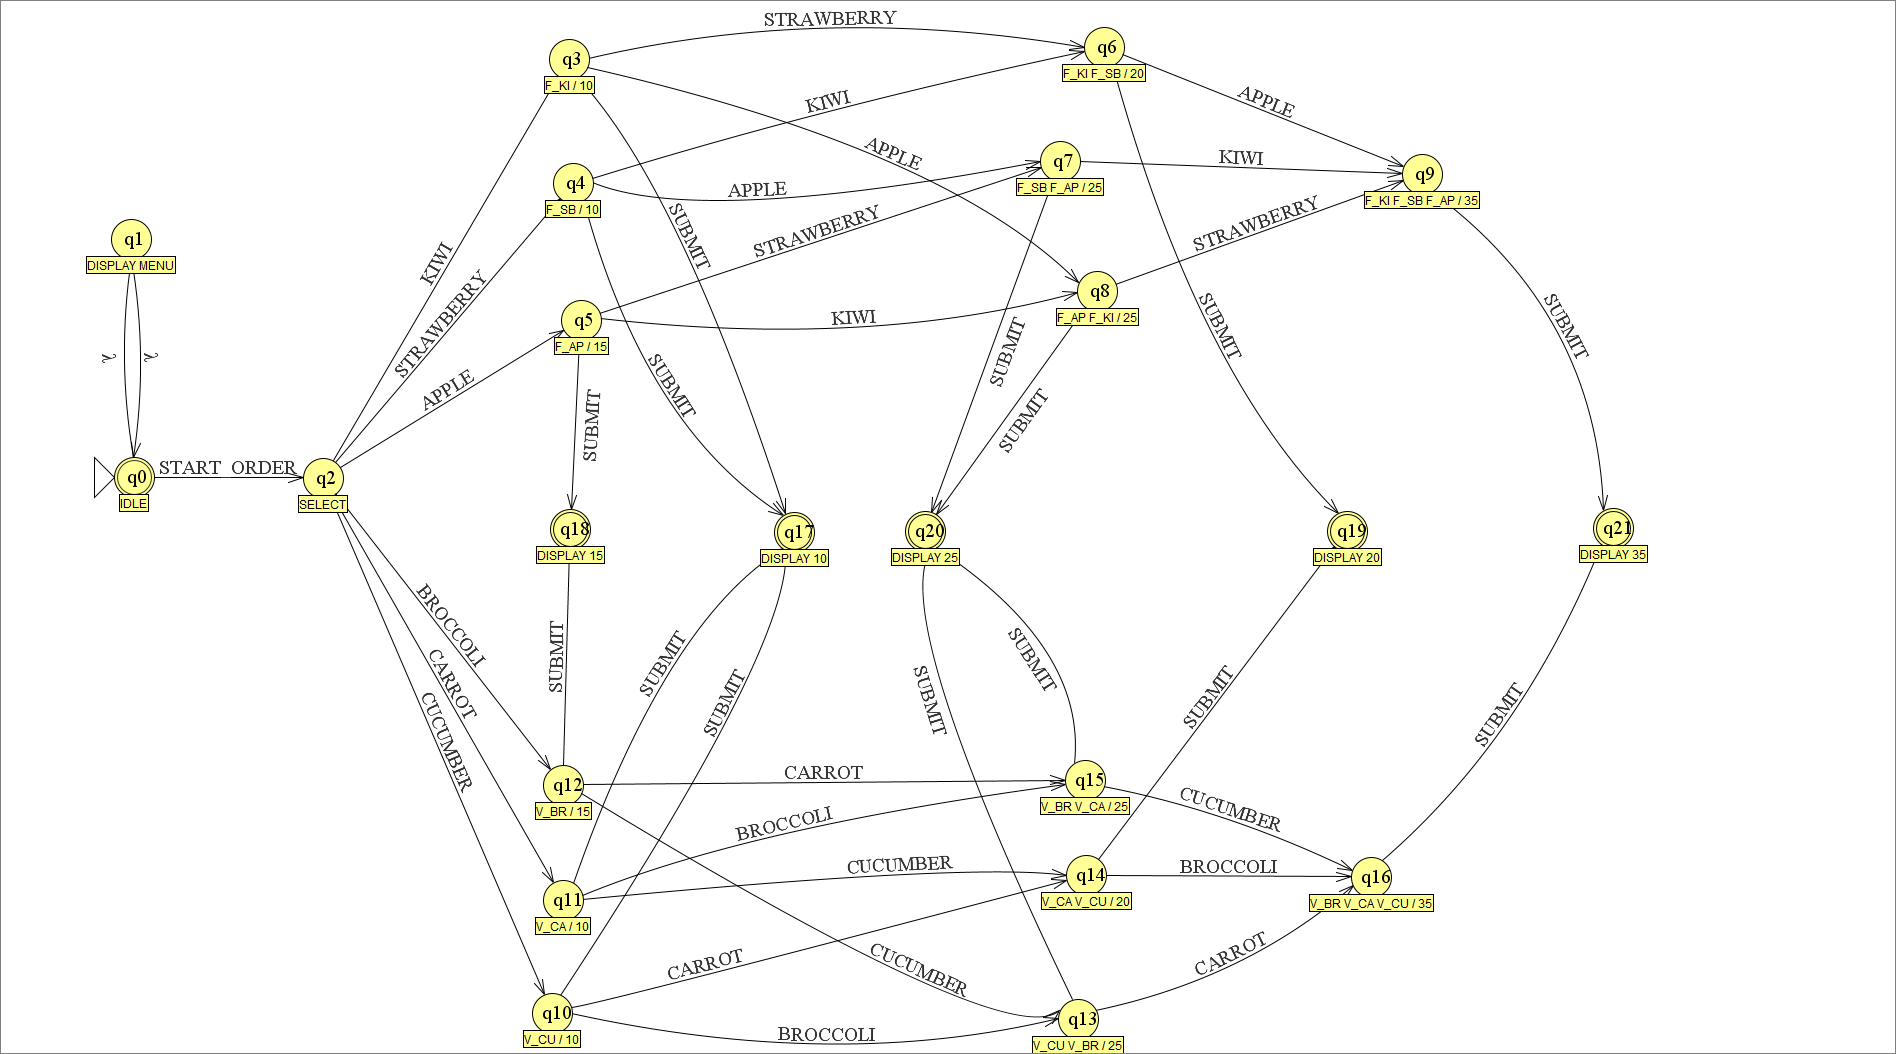 STRAWBERRY
q3
F_KI / 10
q6
F_KI F_SB / 20
KIWI
APPLE
APPLE
q4
F_SB / 10
APPLE
q7
F_SB F_AP / 25
KIWI
q9
F_KI F_SB F_AP / 35
q1
DISPLAY MENU
KIWI
SUBMIT
STRAWBERRY
STRAWBERRY
STRAWBERRY
q5
F_AP / 15
KIWI
q8
F_AP F_KI / 25
SUBMIT
SUBMIT
SUBMIT
λ
λ
APPLE
SUBMIT
SUBMIT
SUBMIT
START_ORDER
q0
IDLE
q2
SELECT
q18
DISPLAY 15
q17
DISPLAY 10
q20
DISPLAY 25
q19
DISPLAY 20
q21
DISPLAY 35
BROCCOLI
CARROT
CUCUMBER
SUBMIT
SUBMIT
SUBMIT
SUBMIT
SUBMIT
SUBMIT
SUBMIT
q12
V_BR / 15
CARROT
q15
V_BR V_CA / 25
CUCUMBER
BROCCOLI
q11
V_CA / 10
CUCUMBER
q14
V_CA V_CU / 20
BROCCOLI
q16
V_BR V_CA V_CU / 35
CARROT
CUCUMBER
CARROT
q10
V_CU / 10
BROCCOLI
q13
V_CU V_BR / 25